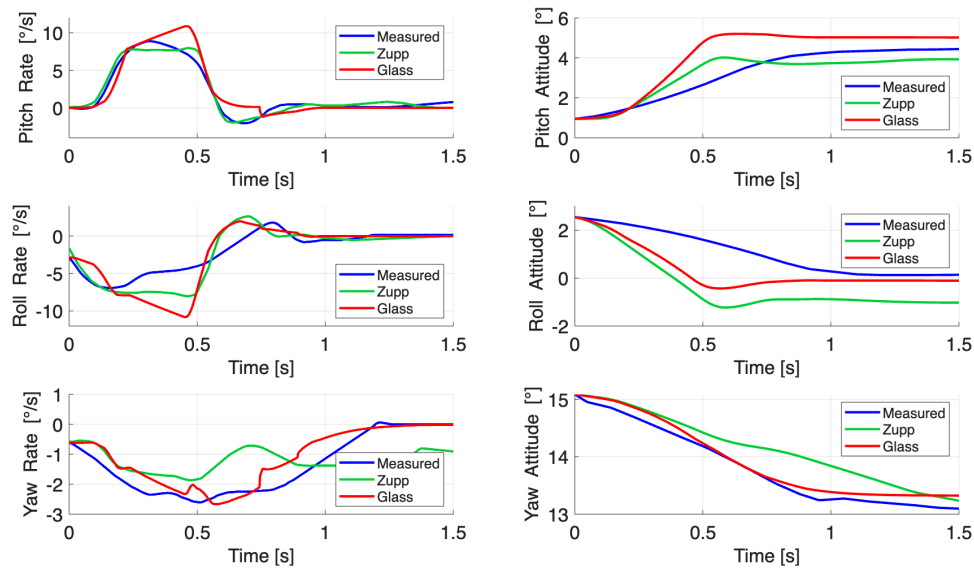 Pitch Rate [°/s]
10
5
0
Measured
Zupp
Glass
0
0.5
1
1.5
Time [s]
Pitch Attitude [°]
6
4
2
0
Measured
Zupp
Glass
0
0.5
1
1.5
Time [s]
Roll Rate [°/s]
0
-5
-10
Measured
Zupp
Glass
0
0.5
1
1.5
Time [s]
Roll Attitude [°]
2
0
-2
Measured
Zupp
Glass
0
0.5
1
1.5
Time [s]
Yaw Rate [°/s]
1
0
-1
-2
-3
Measured
Zupp
Glass
0
0.5
1
1.5
Time [s]
Yaw Attitude [°]
15
14
13
Measured
Zupp
Glass
0
0.5
1
1.5
Time [s]